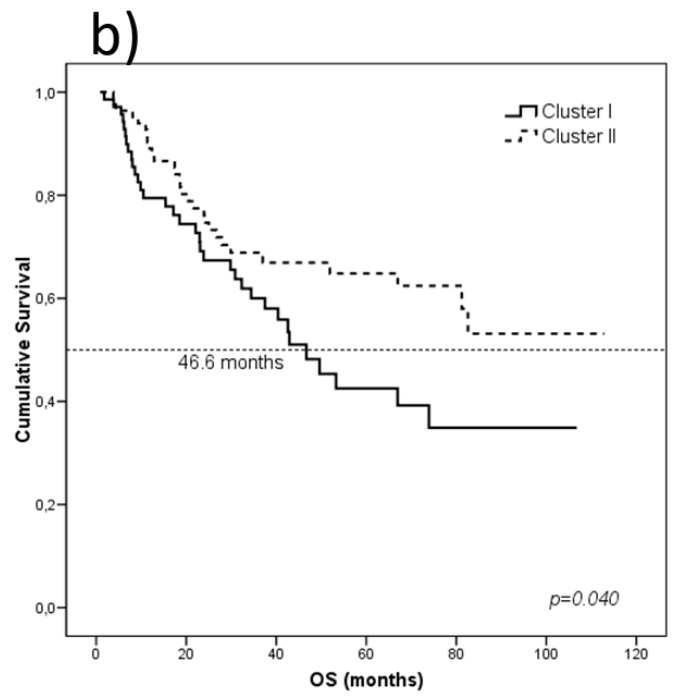 b)
1,0
0,8
0,6
0,4
0,2
0,0
Cumulative Survival
Cluster I
Cluster II
46.6 months
p=0.040
0 20 40 60 80 100 120
OS (months)